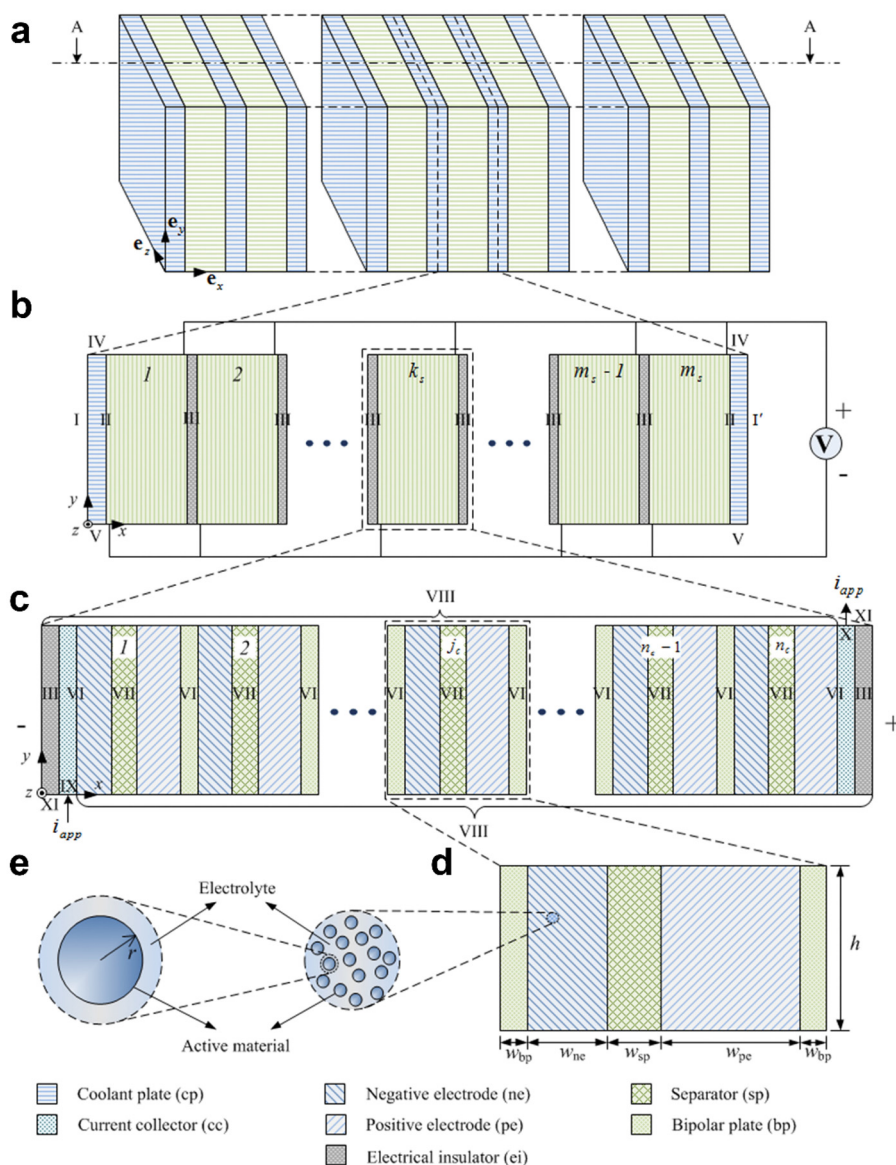 a
A A
e_y
e_z
e_x
b
IV IV
1 2 k_s m_s - 1 m_s
I II III III III III III III II I'
+
V
-
y
z V x V
c
VIII
i_app
XI
X
1 2 j_c n_c - 1 n_c
III VI VII VI VII VI VI VII VI VI VII VI VII VI III
- +
y
z IX x
XI
i_app
VIII
e
d
Electrolyte
r
h
Active material
w_bp w_ne w_sp w_pe w_bp
Coolant plate (cp) Negative electrode (ne) Separator (sp)
Current collector (cc) Positive electrode (pe) Bipolar plate (bp)
Electrical insulator (ei)